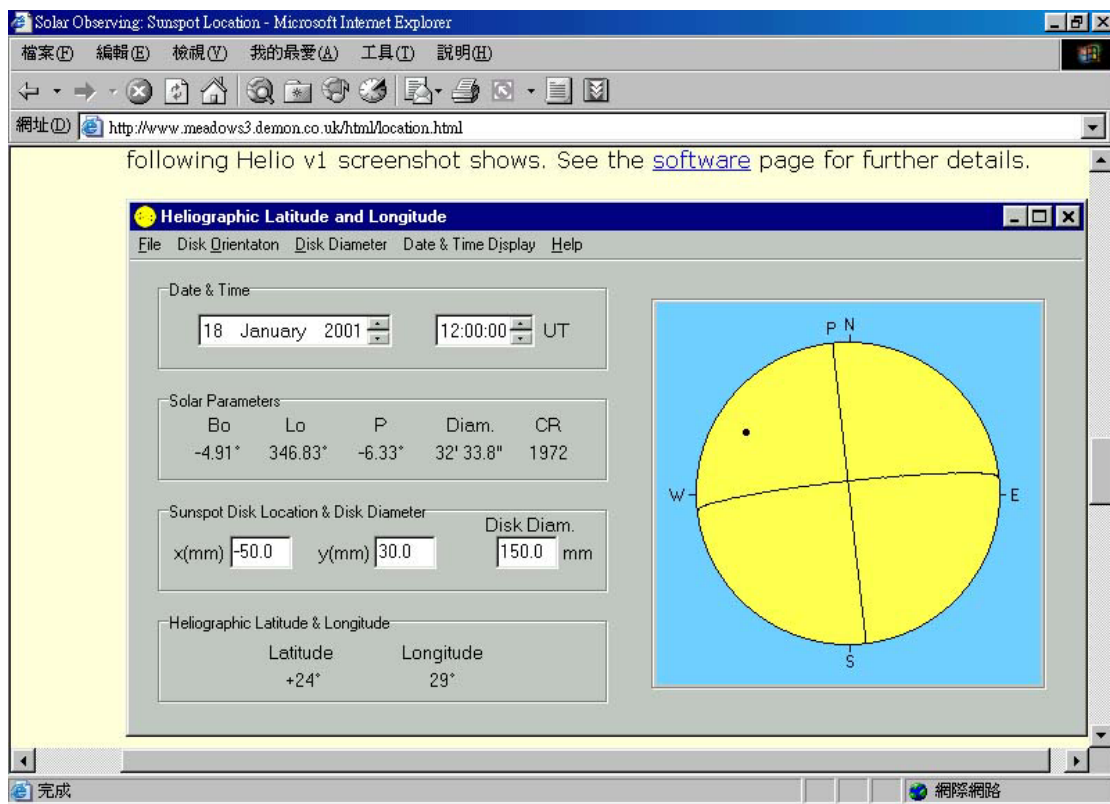 Solar Observing: Sunspot Location - Microsoft Internet Explorer
檔案(F) 編輯(E) 檢視(V) 我的最愛(A) 工具(T) 說明(H)
網址(D) http://www.meadows3.demon.co.uk/html/location.html
following Helio v1 screenshot shows. See the software page for further details.
Heliographic Latitude and Longitude
File Disk Orientaton Disk Diameter Date & Time Display Help
Date & Time
18 January 2001 12:00:00 UT
Solar Parameters
Bo Lo P Diam. CR
-4.91° 346.83° -6.33° 32' 33.8" 1972
Sunspot Disk Location & Disk Diameter
Disk Diam.
x(mm) -50.0 y(mm) 30.0 150.0 mm
Heliographic Latitude & Longitude
Latitude Longitude
+24° 29°
P N
W E
S
完成 網際網路